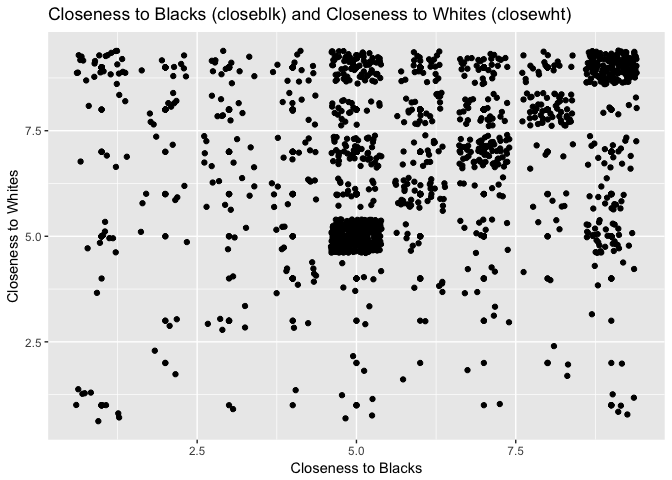 Closeness to Blacks (closeblk) and Closeness to Whites (closewht)
7.5
5.0
2.5
Closeness to Whites
2.5 5.0 7.5
Closeness to Blacks